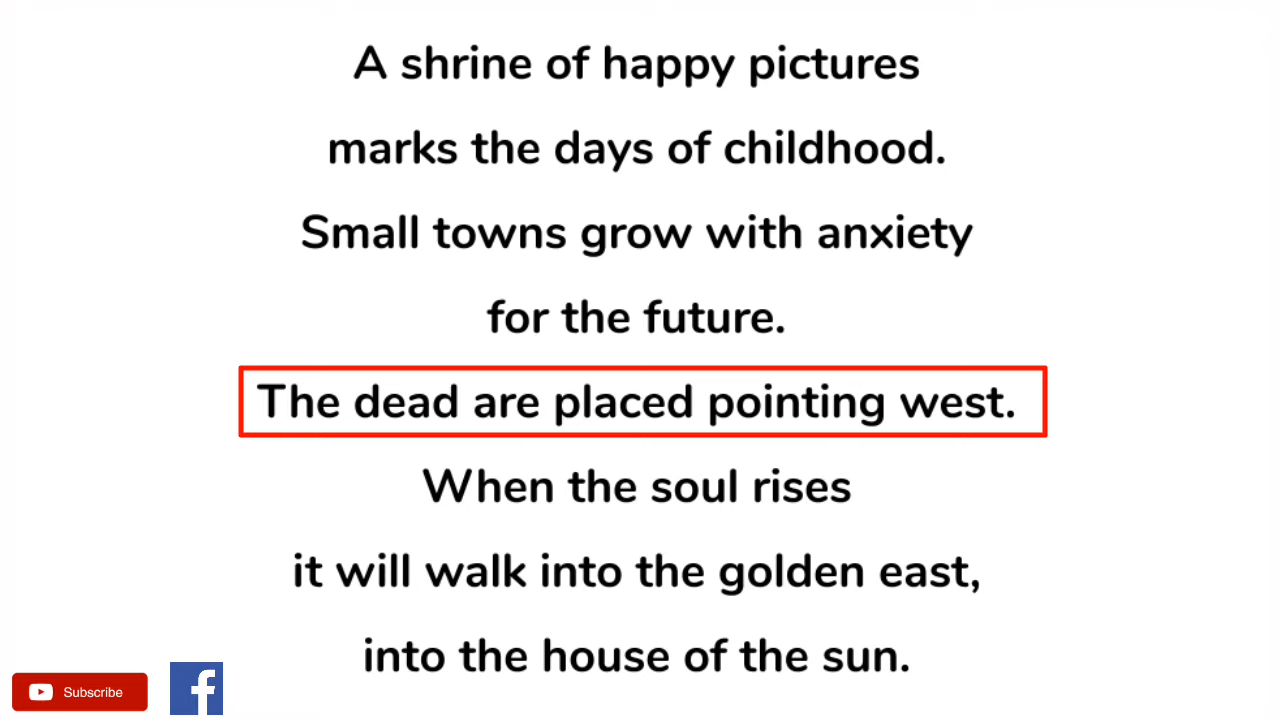 A shrine of happy pictures
marks the days of childhood.
Small towns grow with anxiety
for the future.
The dead are placed pointing west.
When the soul rises
it will walk into the golden east,
into the house of the sun.
Subscribe